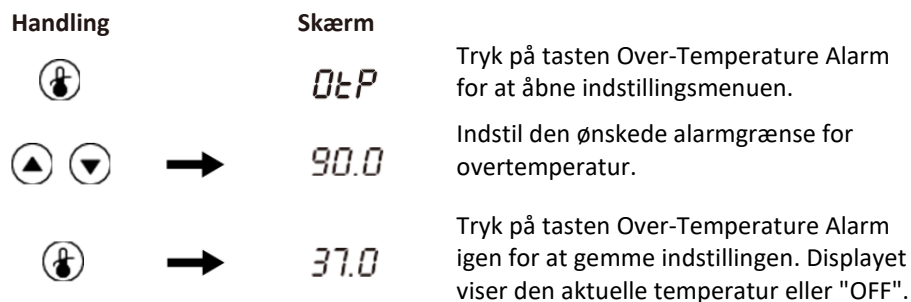 Handling Skærm
OtP
Tryk på tasten Over-Temperature Alarm
for at åbne indstillingsmenuen.
90.0
Indstil den ønskede alarmgrænse for
overtemperatur.
37.0
Tryk på tasten Over-Temperature Alarm
igen for at gemme indstillingen. Displayet
viser den aktuelle temperatur eller "OFF".